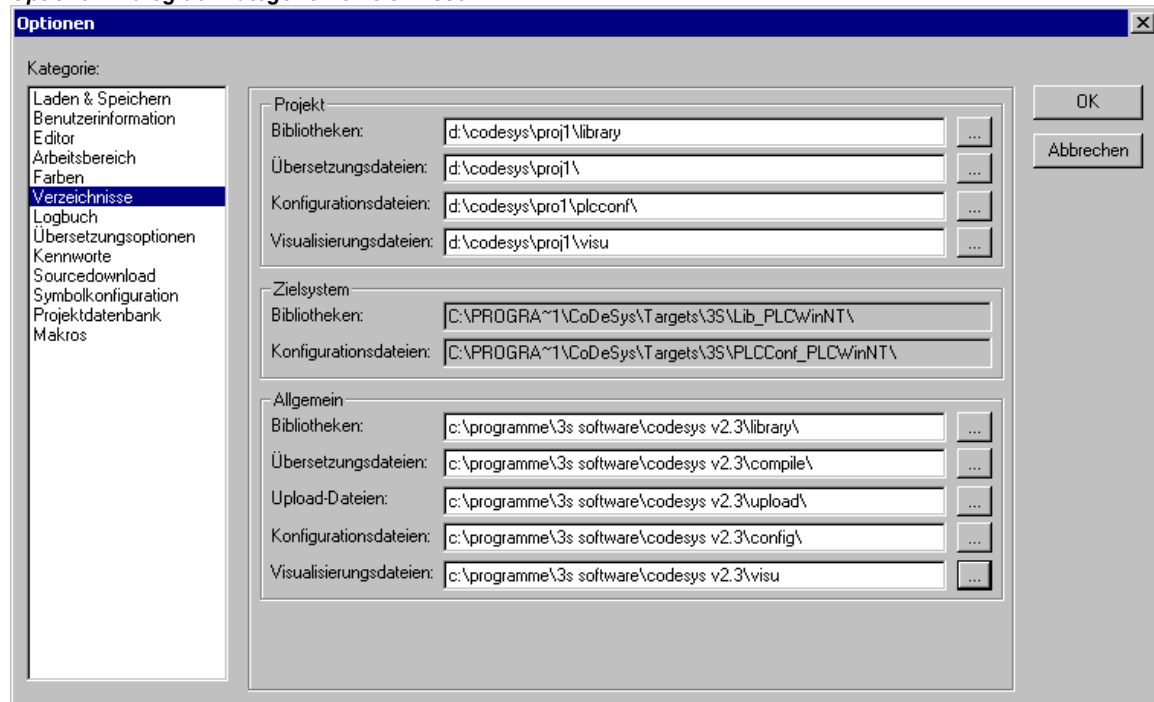 Optionen
Kategorie:
Laden & Speichern
Benutzerinformation
Editor
Arbeitsbereich
Farben
Verzeichnisse
Logbuch
Übersetzungsoptionen
Kennworte
Sourcedownload
Symbolkonfiguration
Projektdatenbank
Makros
Projekt
Bibliotheken: d:\codesys\proj1\library ...
Übersetzungsdateien: d:\codesys\proj1\ ...
Konfigurationsdateien: d:\codesys\pro1\plcconf\ ...
Visualisierungsdateien: d:\codesys\proj1\visu ...
Zielsystem
Bibliotheken: C:\PROGRA~1\CoDeSys\Targets\3S\Lib_PLCWinNT\
Konfigurationsdateien: C:\PROGRA~1\CoDeSys\Targets\3S\PLCConf_PLCWinNT\
Allgemein
Bibliotheken: c:\programme\3s software\codesys v2.3\library\ ...
Übersetzungsdateien: c:\programme\3s software\codesys v2.3\compile\ ...
Upload-Dateien: c:\programme\3s software\codesys v2.3\upload\ ...
Konfigurationsdateien: c:\programme\3s software\codesys v2.3\config\ ...
Visualisierungsdateien: c:\programme\3s software\codesys v2.3\visu ...
OK
Abbrechen